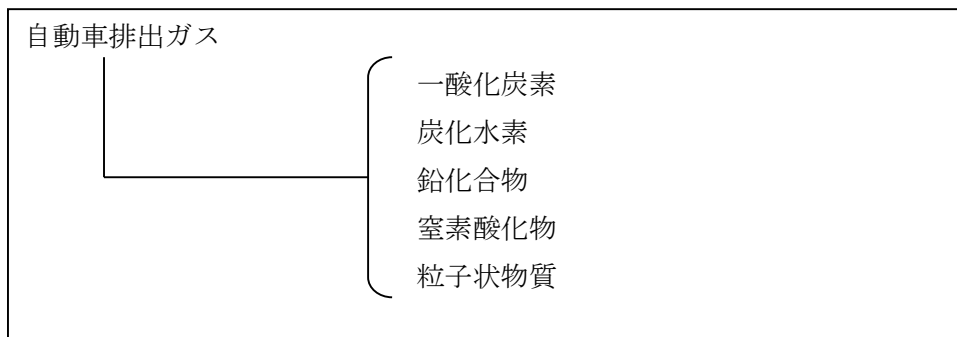 自動車排出ガス
一酸化炭素
炭化水素
鉛化合物
窒素酸化物
粒子状物質